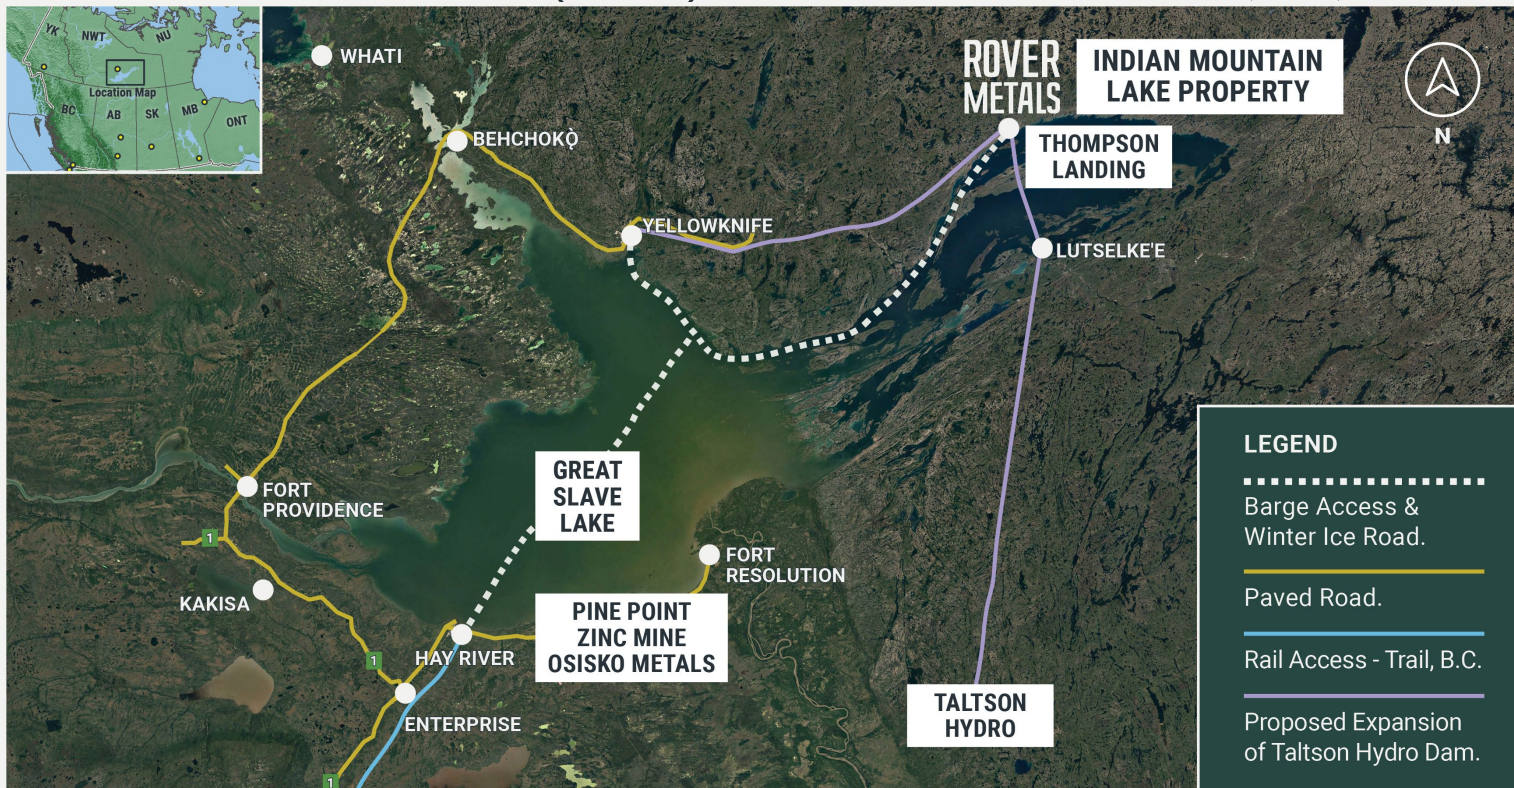 YK
NWT
NU
Location Map
BC
AB
SK
MB
ONT
WHATI
BEHCHOKǪ̀
YELLOWKNIFE
ROVER
METALS
INDIAN MOUNTAIN
LAKE PROPERTY
THOMPSON
LANDING
LUTSELKE'E
N
FORT
PROVIDENCE
1
KAKISA
1
GREAT
SLAVE
LAKE
FORT
RESOLUTION
PINE POINT
ZINC MINE
OSISKO METALS
HAY RIVER
ENTERPRISE
1
TALTSON
HYDRO
LEGEND
Barge Access &
Winter Ice Road.
Paved Road.
Rail Access - Trail, B.C.
Proposed Expansion
of Taltson Hydro Dam.